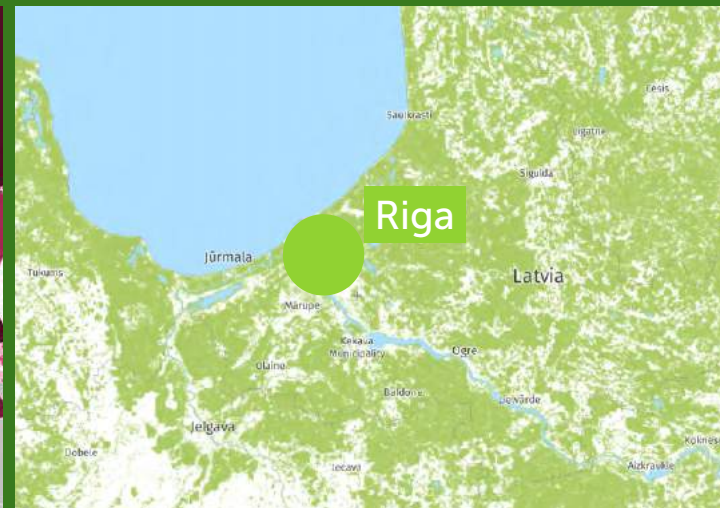 Cēsis
Saulkrasti
Līgatne
Sigulda
Riga
Jūrmala
Tukums
Latvia
Mārupe
Ķekava
Municipality
Ogre
Olaine
Baldone
Lielvārde
Jelgava
Koknese
Dobele
Iecava
Aizkraukle